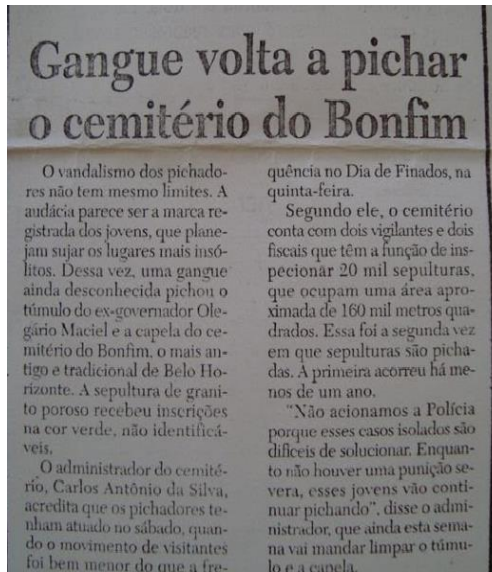 Gangue volta a pichar
o cemitério do Bonfim
O vandalismo dos pichado-
res não tem mesmo limites. A
audácia parece ser a marca re-
gistrada dos jovens, que plane-
jam sujar os lugares mais insó-
litos. Dessa vez, uma gangue
ainda desconhecida pichou o
túmulo do ex-governador Ole-
gário Maciel e a capela do ce-
mitério do Bonfim, o mais an-
tigo e tradicional de Belo Ho-
rizonte. A sepultura de grani-
to poroso recebeu inscrições
na cor verde, não identificá-
veis.
O administrador do cemité-
rio, Carlos Antônio da Silva,
acredita que os pichadores te-
nham atuado no sábado, quan-
do o movimento de visitantes
foi bem menor do que a fre-
quência no Dia de Finados, na
quinta-feira.
Segundo ele, o cemitério
conta com dois vigilantes e dois
fiscais que têm a função de ins-
pecionar 20 mil sepulturas,
que ocupam uma área apro-
ximada de 160 mil metros qua-
drados. Essa foi a segunda vez
em que sepulturas são picha-
das. A primeira acorreu há me-
nos de um ano.
"Não acionamos a Polícia
porque esses casos isolados são
difíceis de solucionar. Enquan-
to não houver uma punição se-
vera, esses jovens vão conti-
nuar pichando", disse o admi-
nistrador, que ainda esta sema-
na vai mandar limpar o túmu-
lo e a capela.